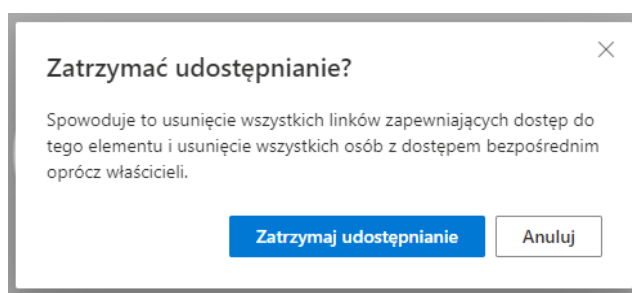 Zatrzymać udostępnianie?
Spowoduje to usunięcie wszystkich linków zapewniających dostęp do
tego elementu i usunięcie wszystkich osób z dostępem bezpośrednim
oprócz właścicieli.
Zatrzymaj udostępnianie Anuluj